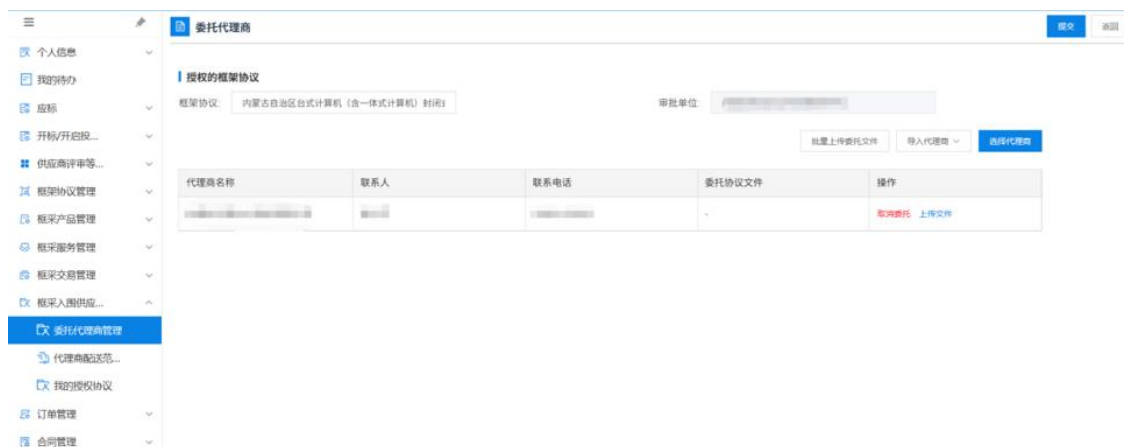 委托代理商
提交
返回
个人信息
我的待办
应标
开标/开启投...
供应商评审等...
框架协议管理
框采产品管理
框采服务管理
框采交易管理
框采入围供应...
委托代理商管理
代理商配送范...
我的授权协议
订单管理
合同管理
授权的框架协议
框架协议: 内蒙古自治区台式计算机（含一体式计算机）封闭
审批单位:
批量上传委托文件 导入代理商 选择代理商
代理商名称 联系人 联系电话 委托协议文件 操作
- 取消委托 上传文件